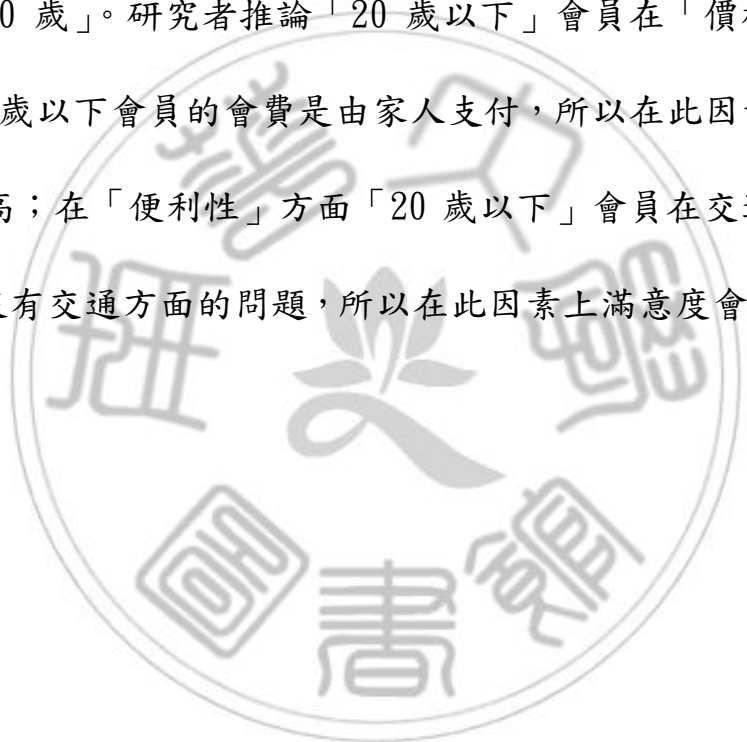 0 歲」。研究者推論「20 歲以下」會員在「價
歲以下會員的會費是由家人支付，所以在此因
高；在「便利性」方面「20 歲以下」會員在交
有交通方面的問題，所以在此因素上滿意度會
圖書館